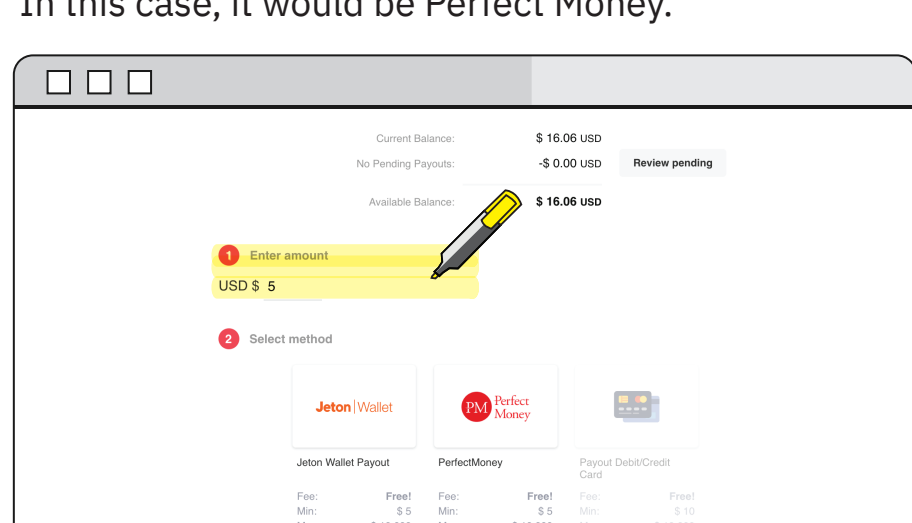 In this case, it would be Perfect Money.
Current Balance: $ 16.06 USD
No Pending Payouts: -$ 0.00 USD Review pending
Available Balance: $ 16.06 USD
1 Enter amount
USD $ 5
2 Select method
Jeton Wallet PM Perfect Money
Jeton Wallet Payout PerfectMoney Payout Debit/Credit Card
Fee: Free! Fee: Free! Fee: Free!
Min: $ 5 Min: $ 5 Min: $ 10